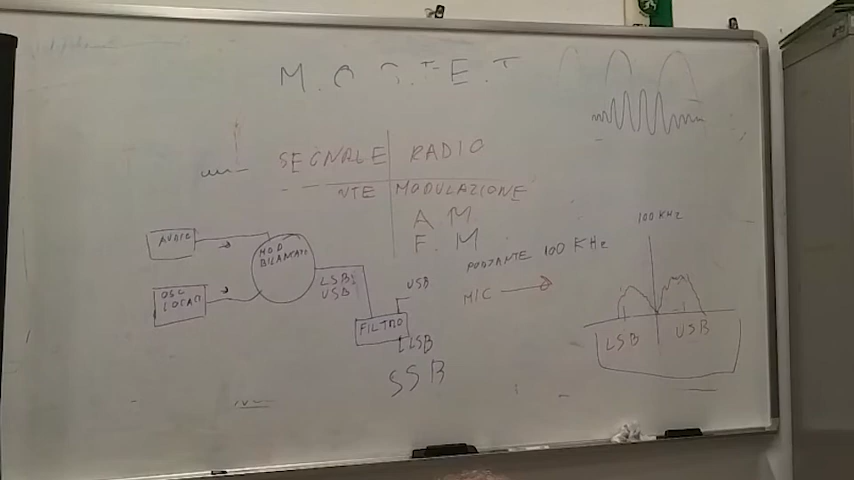 M.O.S.F.E.T
SEGNALE RADIO
NTE MODULAZIONE
A M
F. M
100 KHz
AUDIO
MOD
BILANCIATO
OSC
LOCALE
LSB
USB
FILTRO
USB
LSB
SSB
PORTANTE 100 KHz
MIC
LSB USB